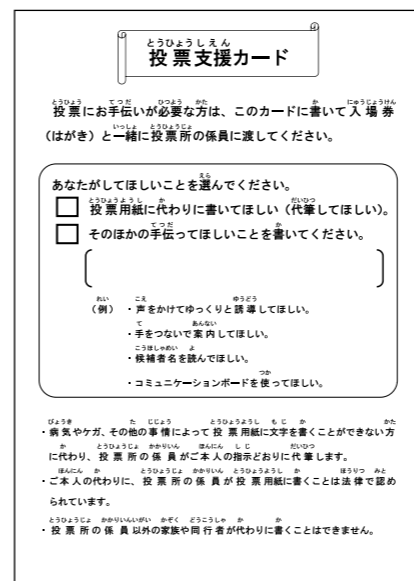 投票支援カード
投票にお手伝いが必要な方は、このカードに書いて入場券
（はがき）と一緒に投票所の係員に渡してください。
あなたがしてほしいことを選んでください。
投票用紙に代わりに書いてほしい（代筆してほしい）。
そのほかの手伝ってほしいことを書いてください。
（例）・声をかけてゆっくりと誘導してほしい。
・手をつないで案内してほしい。
・候補者名を読んでほしい。
・コミュニケーションボードを使ってほしい。
・病気やケガ、その他の事情によって投票用紙に文字を書くことができない方
に代わり、投票所の係員がご本人の指示どおりに代筆します。
・ご本人の代わりに、投票所の係員が投票用紙に書くことは法律で認め
られています。
・投票所の係員以外の家族や同行者が代わりに書くことはできません。